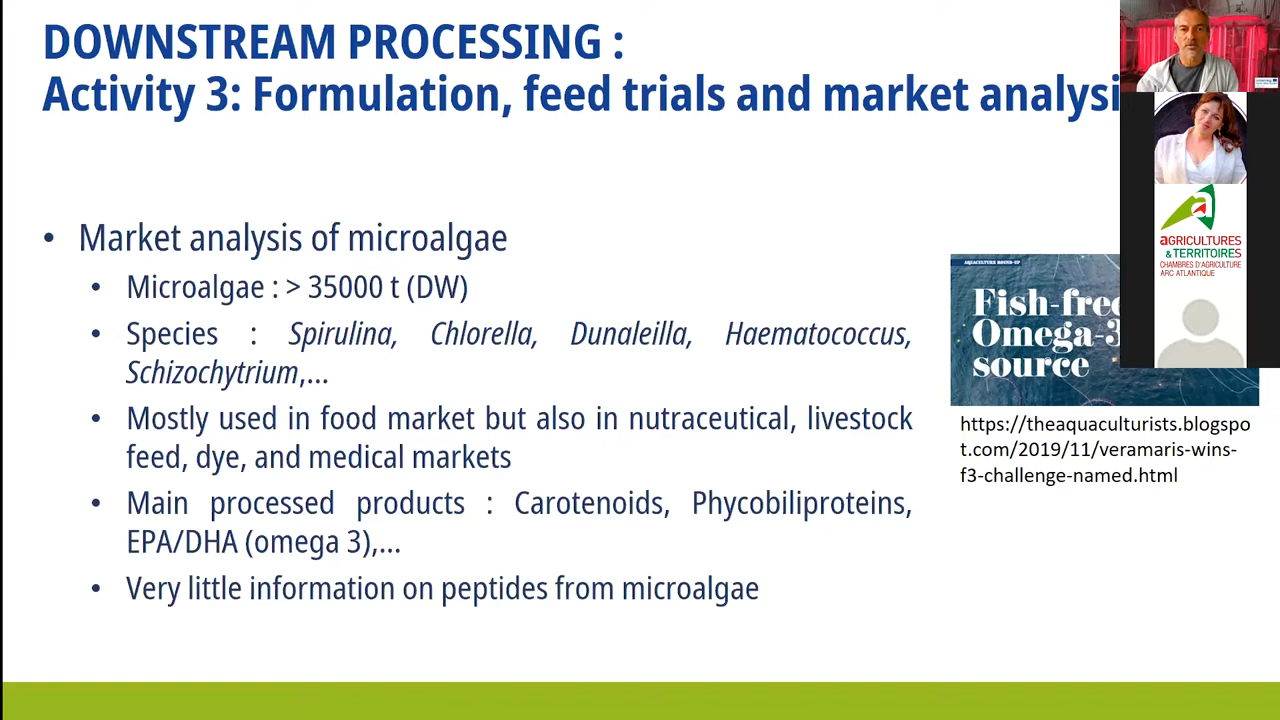 DOWNSTREAM PROCESSING :
Activity 3: Formulation, feed trials and market analysi
• Market analysis of microalgae
• Microalgae : > 35000 t (DW)
• Species : Spirulina, Chlorella, Dunaleilla, Haematococcus,
Schizochytrium,...
• Mostly used in food market but also in nutraceutical, livestock
feed, dye, and medical markets
• Main processed products : Carotenoids, Phycobiliproteins,
EPA/DHA (omega 3),...
• Very little information on peptides from microalgae
AQUACULTURE ROUND-UP
Fish-free
Omega-3
source
https://theaquaculturists.blogspo
t.com/2019/11/veramaris-wins-
f3-challenge-named.html
aGRICULTURES
& TERRITOIRES
CHAMBRES D'AGRICULTURE
ARC ATLANTIQUE